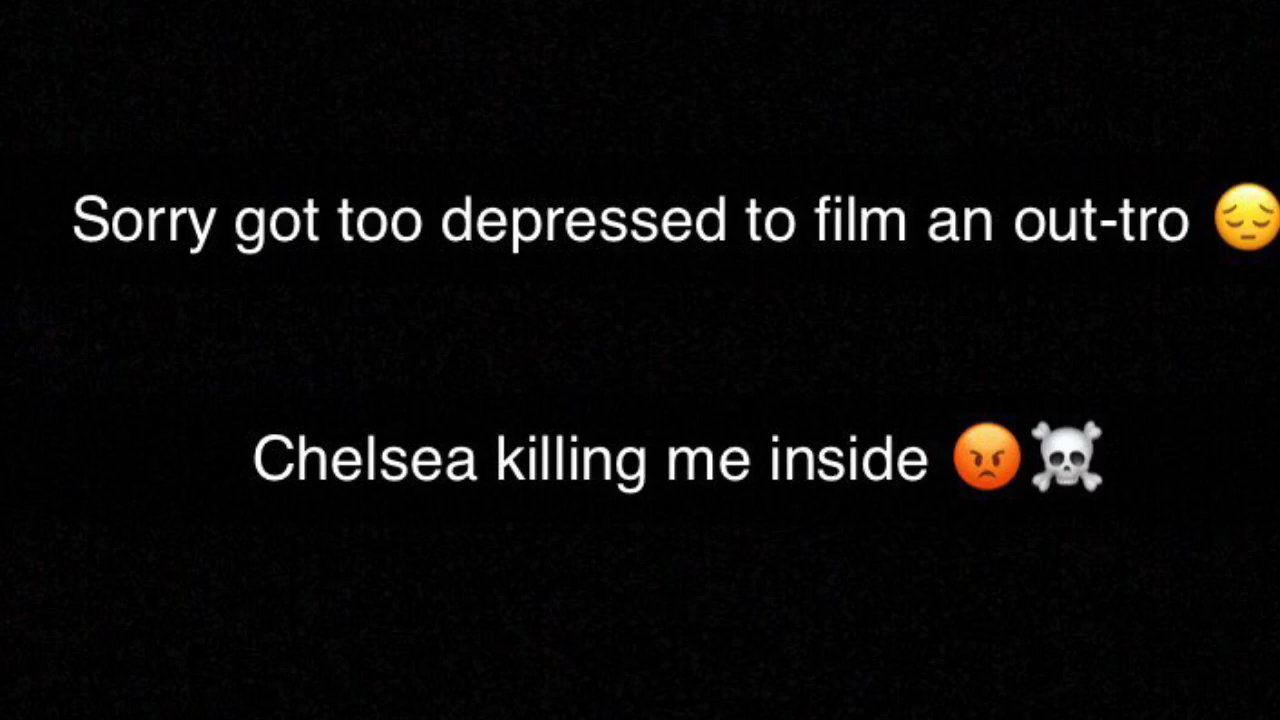 Sorry got too depressed to film an out-tro 😔
Chelsea killing me inside 😡☠️